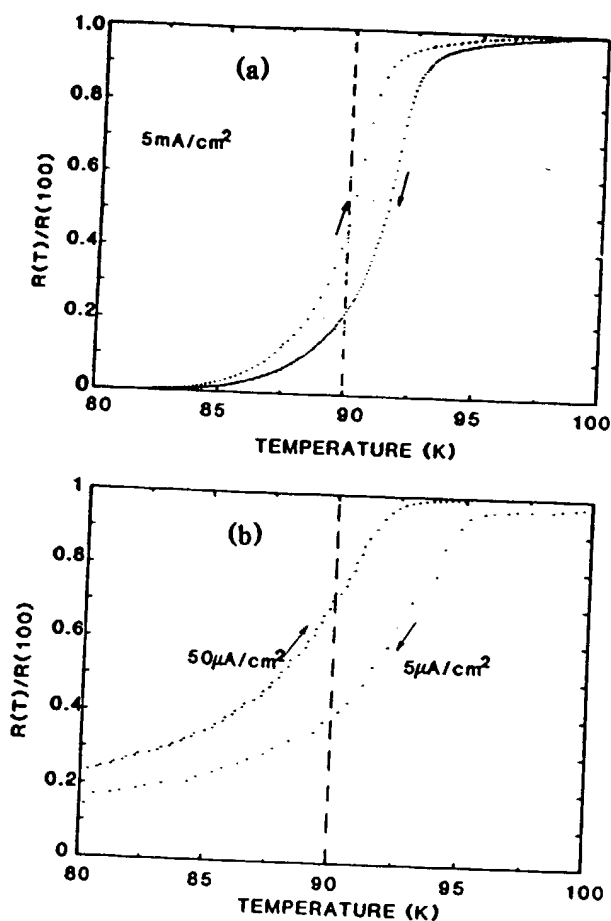 1.0
(a)
0.8
5mA/cm²
R(T)/R(100)
0.6
0.4
0.2
0
80 85 90 95 100
TEMPERATURE (K)
1
(b)
0.8
R(T)/R(100)
0.6
50μA/cm² 5μA/cm²
0.4
0.2
0
80 85 90 95 100
TEMPERATURE (K)